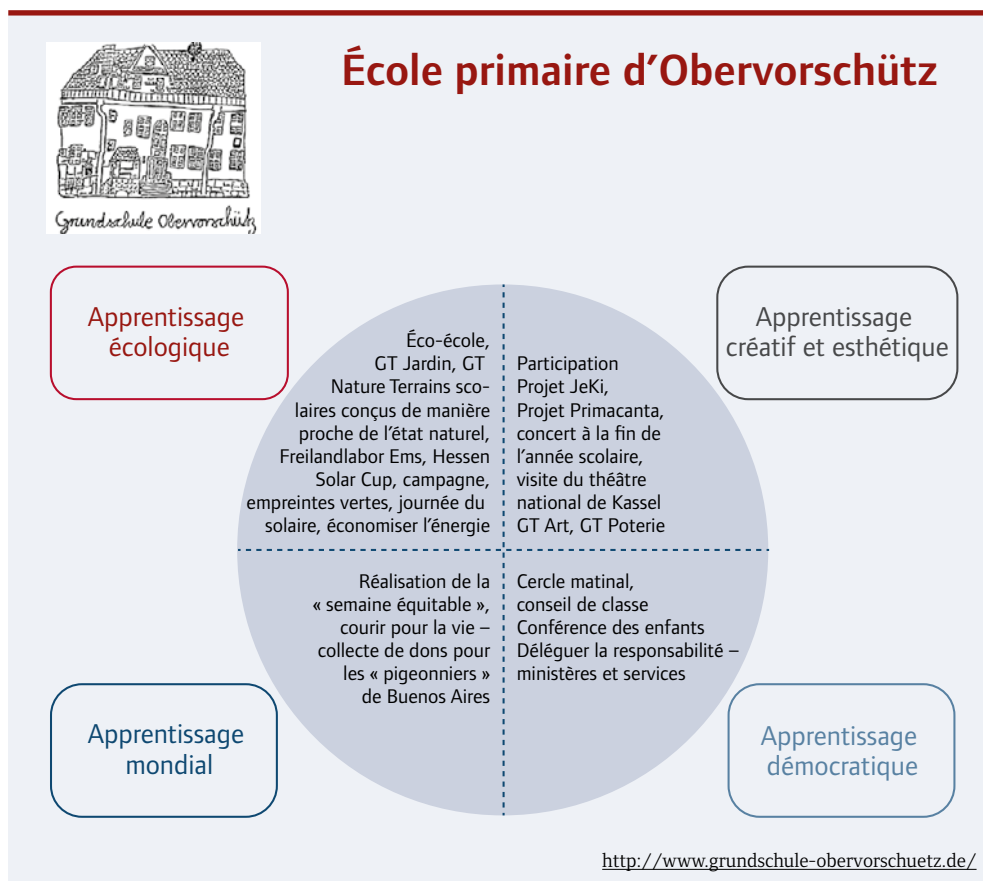 École primaire d’Obervorschütz
Grundschule Obervorschütz
Apprentissage
écologique
Apprentissage
créatif et esthétique
Éco-école,
GT Jardin, GT
Nature Terrains sco-
laires conçus de manière
proche de l’état naturel,
Freilandlabor Ems, Hessen
Solar Cup, campagne,
empreintes vertes, journée du
solaire, économiser l’énergie
Participation
Projet JeKi,
Projet Primacanta,
concert à la fin de
l’année scolaire,
visite du théâtre
national de Kassel
GT Art, GT Poterie
Réalisation de la
« semaine équitable »,
courir pour la vie –
collecte de dons pour
les « pigeonniers »
de Buenos Aires
Cercle matinal,
conseil de classe
Conférence des enfants
Déléguer la responsabilité –
ministères et services
Apprentissage
mondial
Apprentissage
démocratique
http://www.grundschule-obervorschuetz.de/